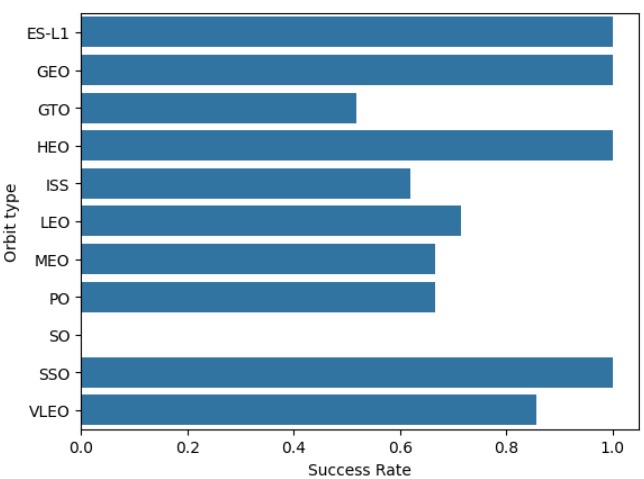 Orbit type
ES-L1
GEO
GTO
HEO
ISS
LEO
MEO
PO
SO
SSO
VLEO
0.0 0.2 0.4 0.6 0.8 1.0
Success Rate